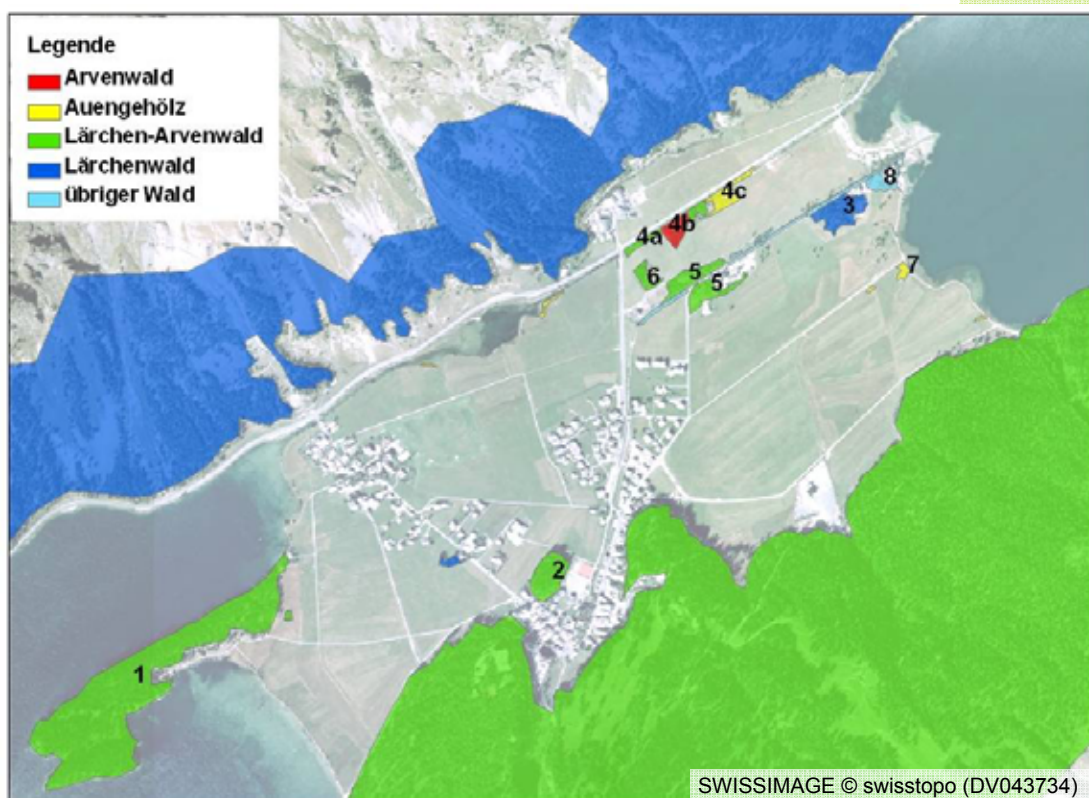 Legende
Arvenwald
Auengehölz
Lärchen-Arvenwald
Lärchenwald
übriger Wald
8
4c
3
4b
4a
7
6
5
5
2
1
SWISSIMAGE © swisstopo (DV043734)